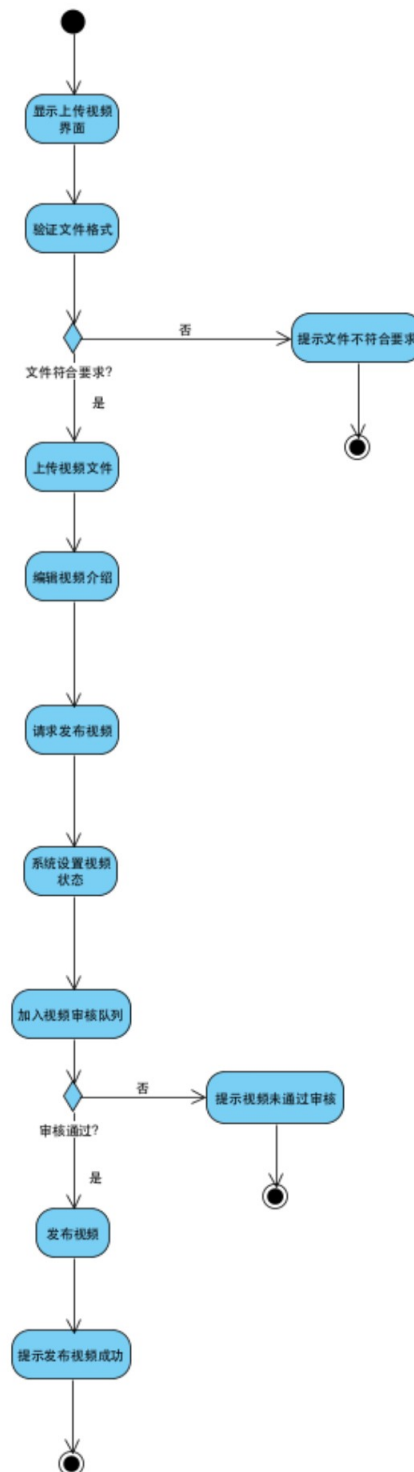 显示上传视频
界面
验证文件格式
否
提示文件不符合要求
文件符合要求?
是
上传视频文件
编辑视频介绍
请求发布视频
系统设置视频
状态
加入视频审核队列
否
提示视频未通过审核
审核通过?
是
发布视频
提示发布视频成功